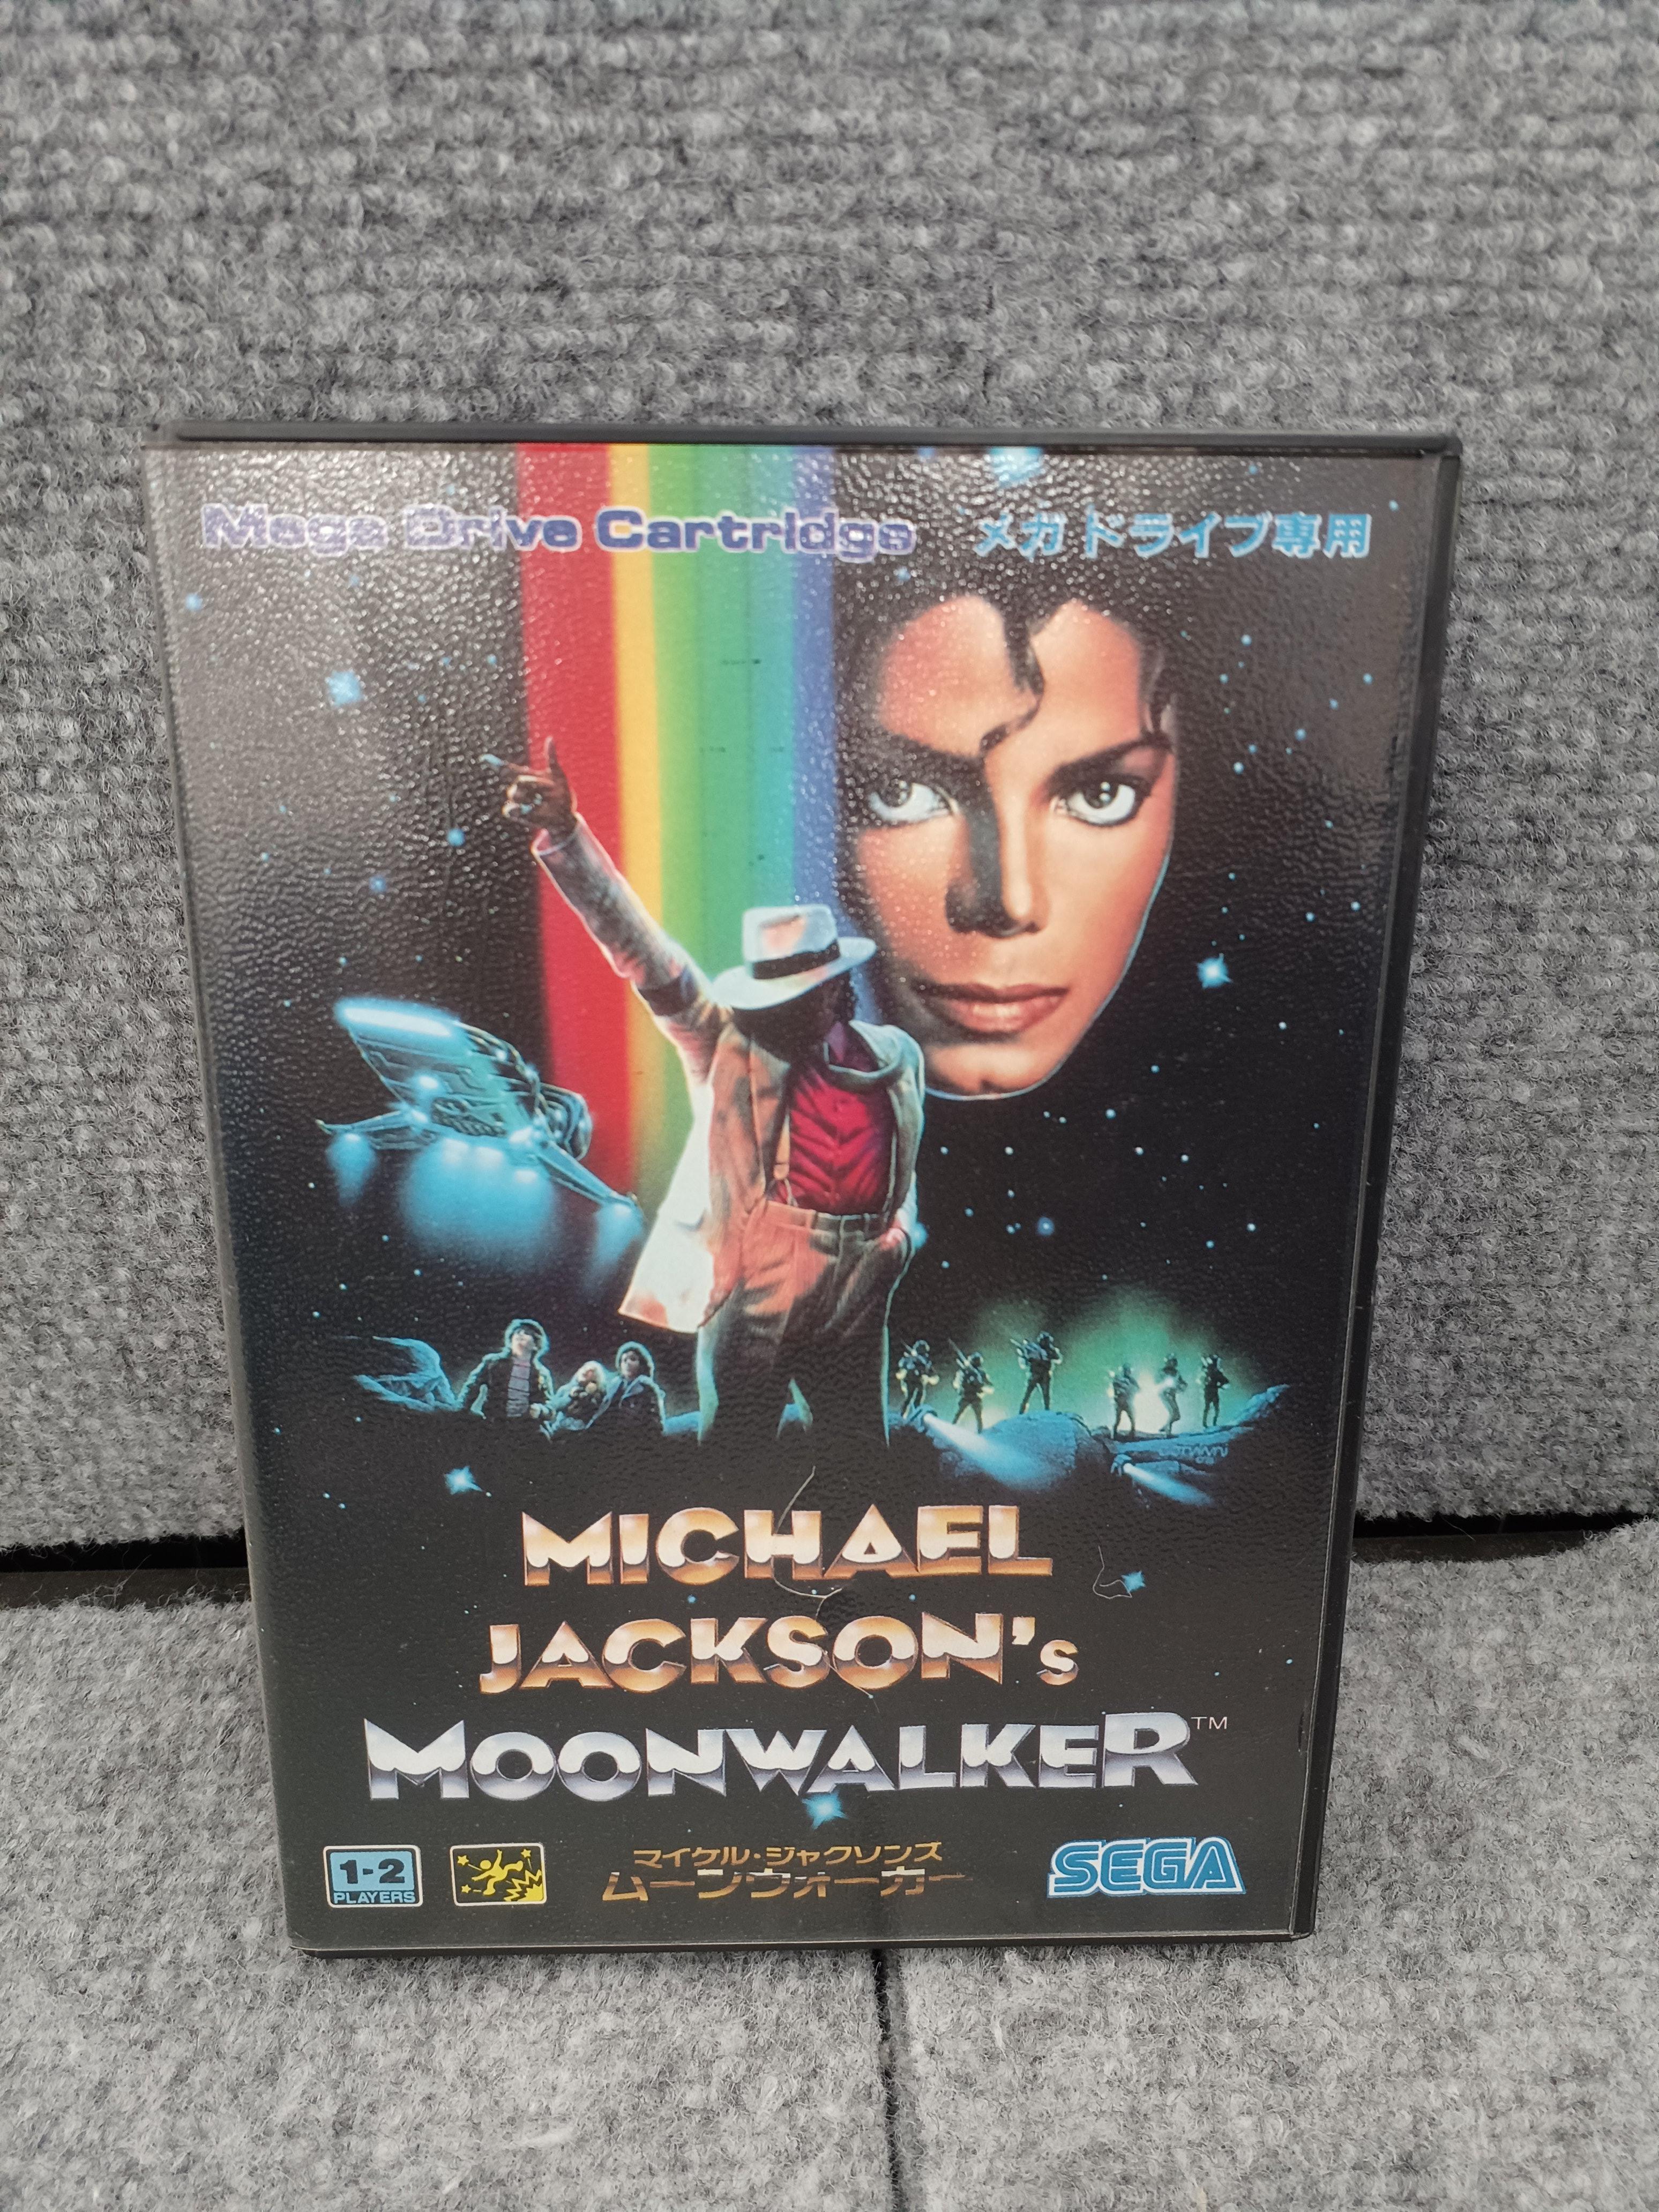 Mega Drive Cartridge メガドライブ専用
MICHAEL
JACKSON's
MOONWALKER™
1-2
PLAYERS
マイケル・ジャクソンズ
ムーンウォーカー
SEGA